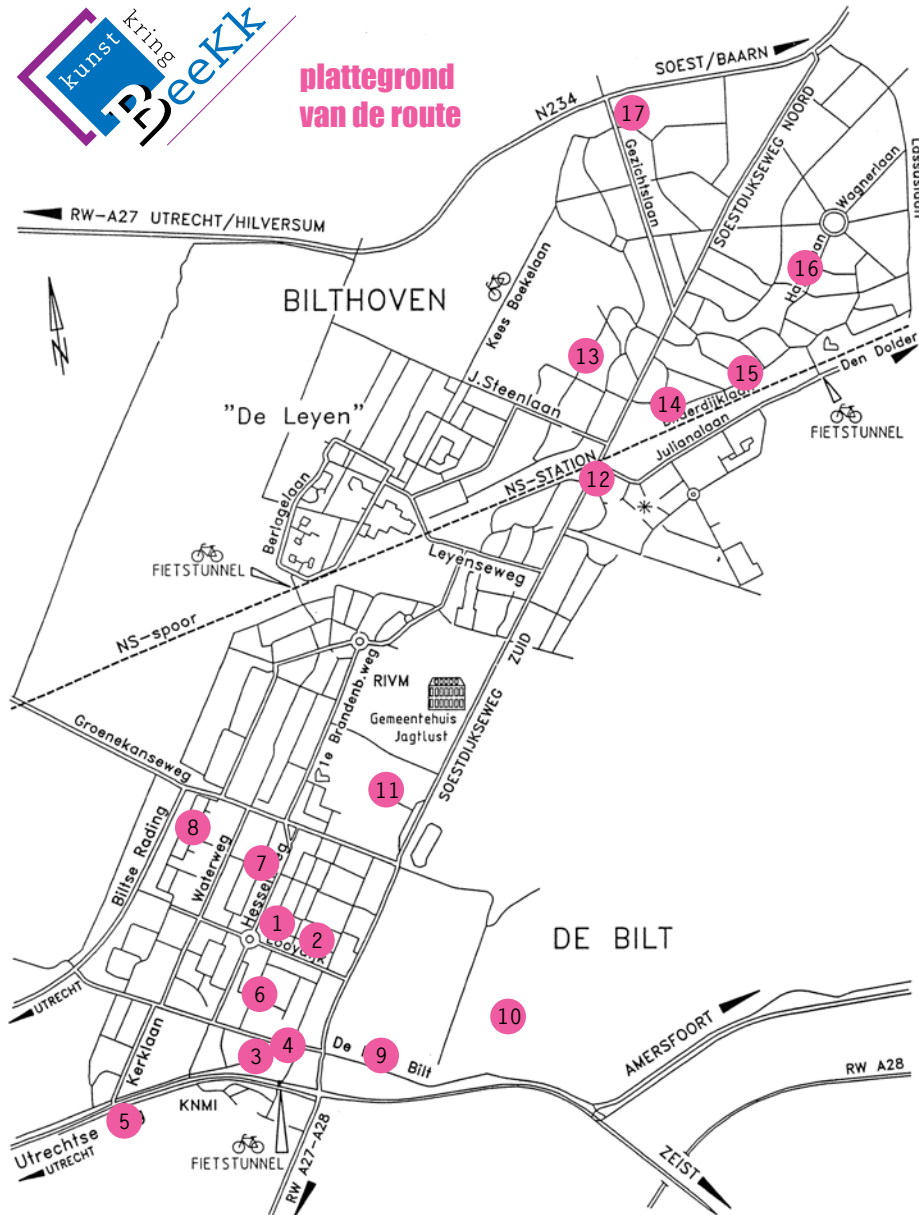 kunst
kring
BeeKk
plattegrond
van de route
SOEST/BAARN
N234
17
Gezichtslaan
SOESTDIJKSEWEG NOORD
Wagnerlaan
RW-A27 UTRECHT/HILVERSUM
16
BILTHOVEN
Kees Boekelaan
N
13
15
Den Dolder
J.Steenlaan
14
"De Leyen"
Julianalaan
FIETSTUNNEL
NS-STATION
12
Berlagelaan
Leyenseweg
FIETSTUNNEL
NS-spoor
ZUID
RIVM
1e Brandenb.weg
Gemeentehuis
Jagtlust
Groenekanseweg
SOESTDIJKSEWEG
11
8
Biltse Rading
Waterweg
7
1
2
DE BILT
6
10
UTRECHT
AMERSFOORT
Kerklaan
3
4
De
9
Bilt
RW A28
KNMI
5
Utrechtse
UTRECHT
FIETSTUNNEL
RW A27-A28
ZEIST